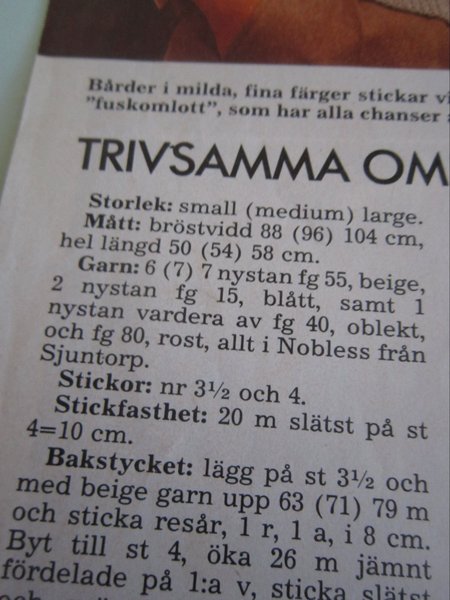 Bårder i milda, fina färger stickar vi
"fuskomlott", som har alla chanser a
TRIVSAMMA OM
Storlek: small (medium) large.
Mått: bröstvidd 88 (96) 104 cm,
hel längd 50 (54) 58 cm.
Garn: 6 (7) 7 nystan fg 55, beige,
2 nystan fg 15, blått, samt 1
nystan vardera av fg 40, oblekt,
och fg 80, rost, allt i Nobless från
Sjuntorp.
Stickor: nr 3½ och 4.
Stickfasthet: 20 m slätst på st
4=10 cm.
Bakstycket: lägg på st 3½ och
med beige garn upp 63 (71) 79 m
och sticka resår, 1 r, 1 a, i 8 cm.
Byt till st 4, öka 26 m jämnt
fördelade på 1:a v, sticka slätst